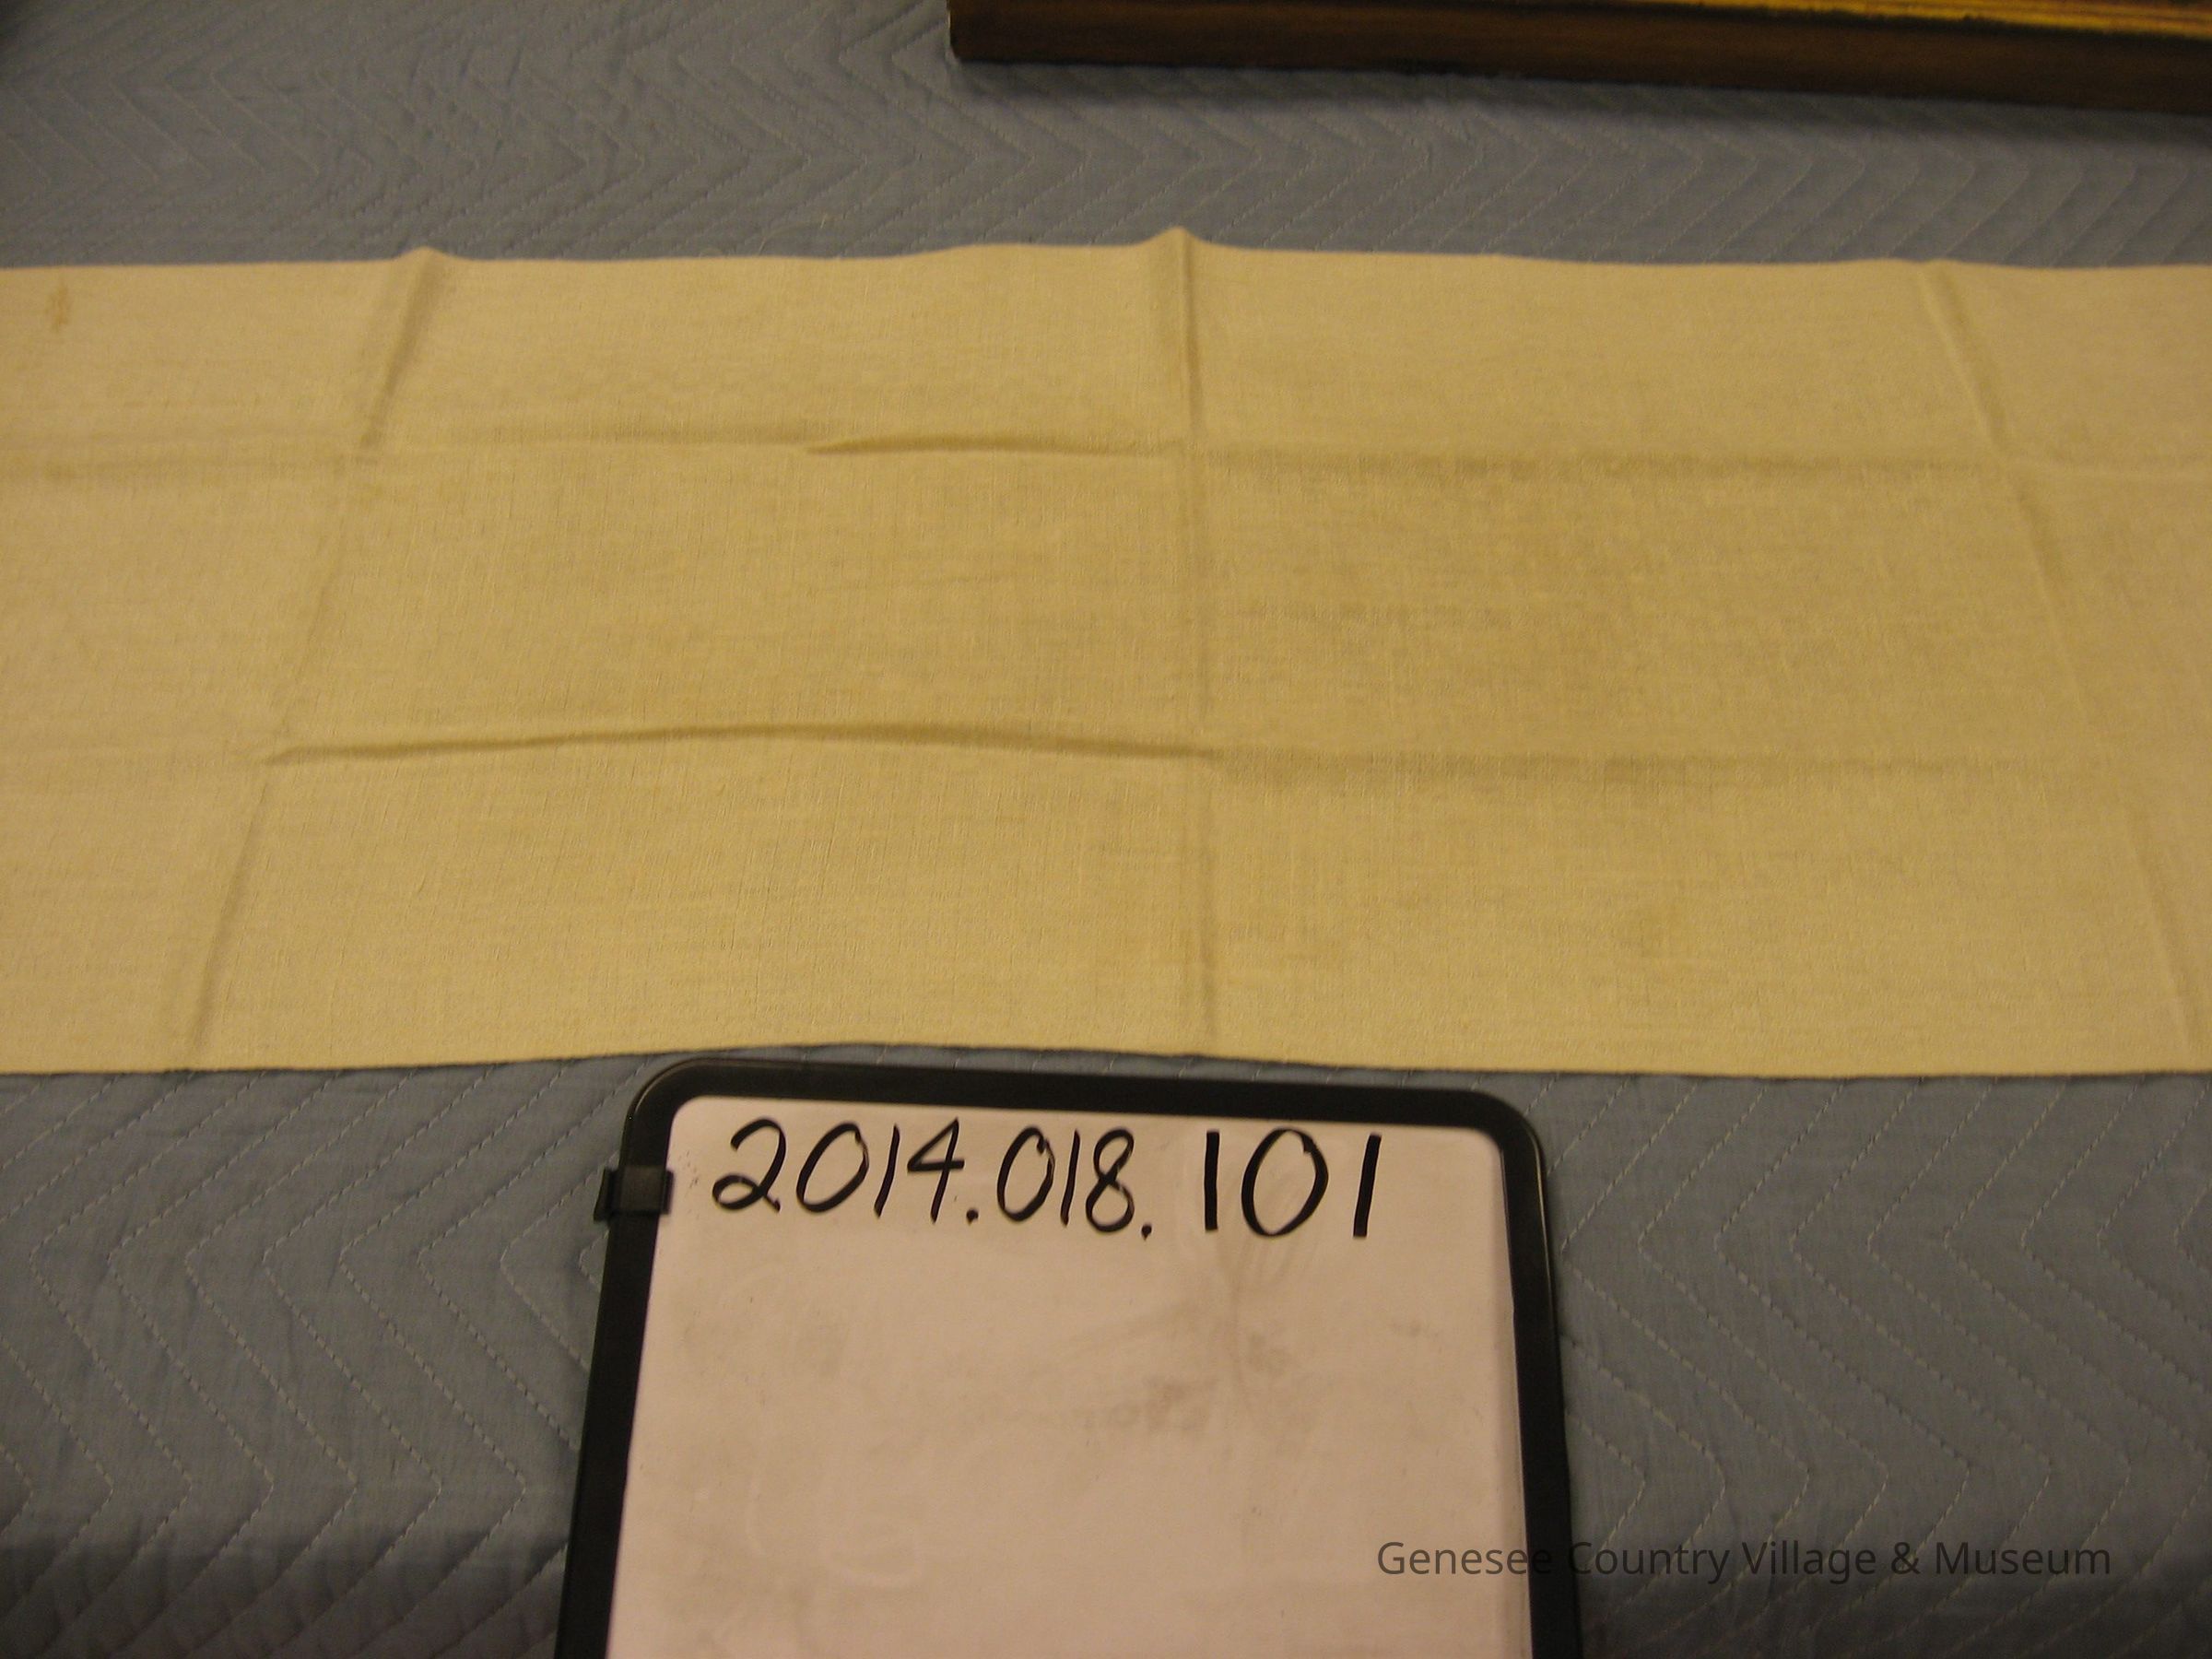 2014.018.101
Genesee Country Village & Museum